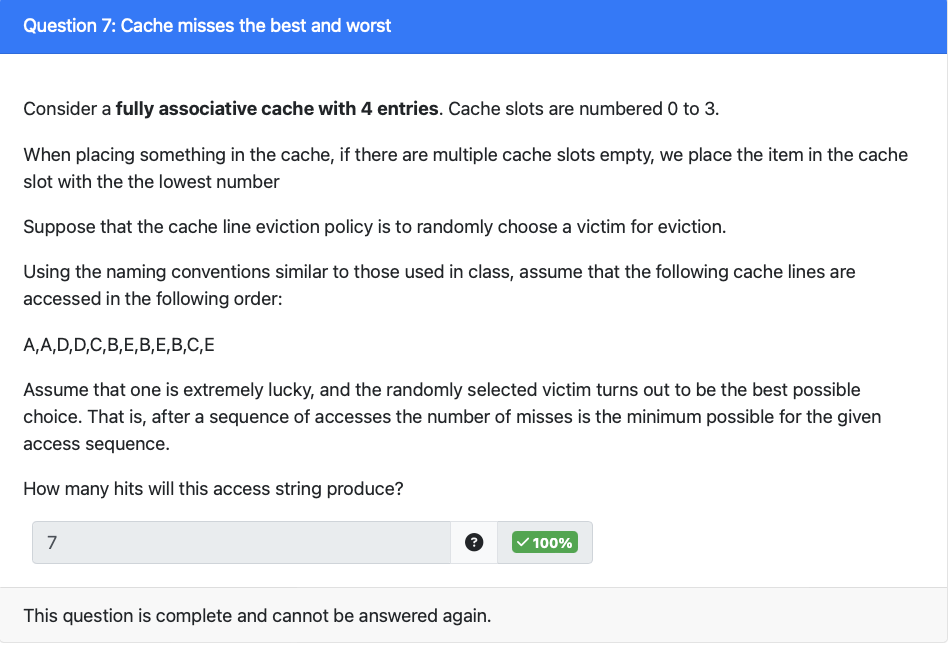 Question 7: Cache misses the best and worst
Consider a fully associative cache with 4 entries. Cache slots are numbered 0 to 3.
When placing something in the cache, if there are multiple cache slots empty, we place the item in the cache
slot with the the lowest number
Suppose that the cache line eviction policy is to randomly choose a victim for eviction.
Using the naming conventions similar to those used in class, assume that the following cache lines are
accessed in the following order:
A,A,D,D,C,B,E,B,E,B,C,E
Assume that one is extremely lucky, and the randomly selected victim turns out to be the best possible
choice. That is, after a sequence of accesses the number of misses is the minimum possible for the given
access sequence.
How many hits will this access string produce?
7 ? ✓ 100%
This question is complete and cannot be answered again.